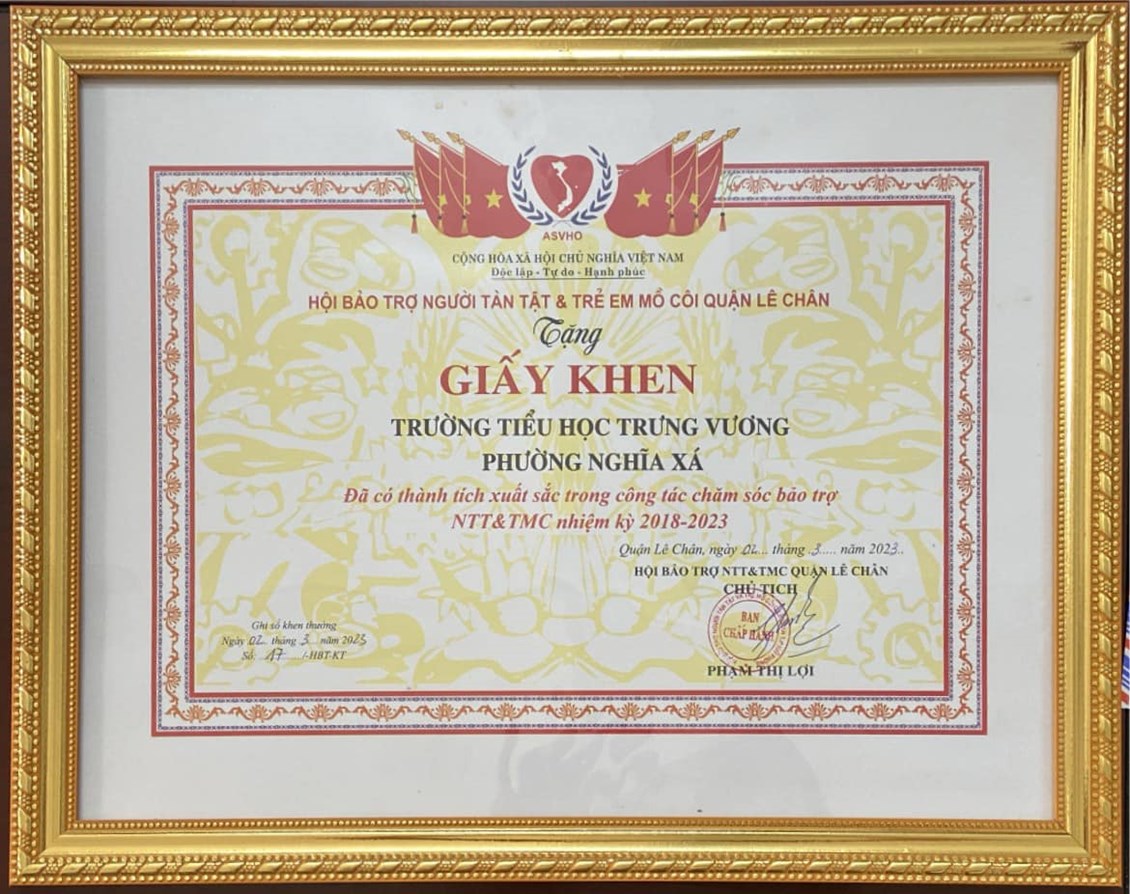 ASVHO
CỘNG HÒA XÃ HỘI CHỦ NGHĨA VIỆT NAM
Độc lập - Tự do - Hạnh phúc
HỘI BẢO TRỢ NGƯỜI TÀN TẬT & TRẺ EM MỒ CÔI QUẬN LÊ CHÂN
Tặng
GIẤY KHEN
TRƯỜNG TIỂU HỌC TRƯNG VƯƠNG
PHƯỜNG NGHĨA XÁ
Đã có thành tích xuất sắc trong công tác chăm sóc bảo trợ
NTT&TMC nhiệm kỳ 2018-2023
Quận Lê Chân, ngày 02... tháng .3..... năm 2023..
HỘI BẢO TRỢ NTT&TMC QUẬN LÊ CHÂN
CHỦ TỊCH
BAN
CHẤP HÀNH
PHẠM THỊ LỢI
Ghi sổ khen thưởng
Ngày 02. tháng 3... năm 2023
Số: 17....../-HBT-KT